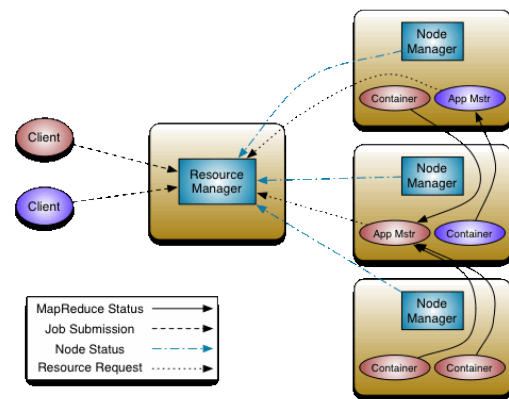 Node
Manager
Container
App Mstr
Client
Resource
Manager
Node
Manager
Client
App Mstr
Container
Node
Manager
MapReduce Status
Job Submission
Node Status
Resource Request
Container
Container